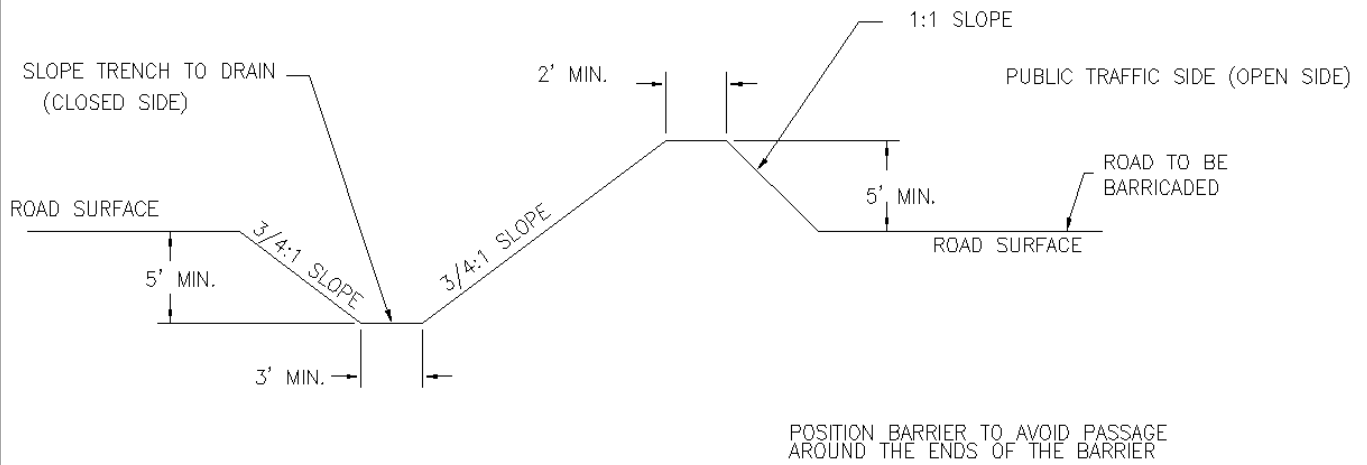 1:1 SLOPE
SLOPE TRENCH TO DRAIN
(CLOSED SIDE)
2' MIN.
PUBLIC TRAFFIC SIDE (OPEN SIDE)
ROAD TO BE
BARRICADED
5' MIN.
ROAD SURFACE
3/4:1 SLOPE
3/4:1 SLOPE
ROAD SURFACE
5' MIN.
3' MIN.
POSITION BARRIER TO AVOID PASSAGE
AROUND THE ENDS OF THE BARRIER